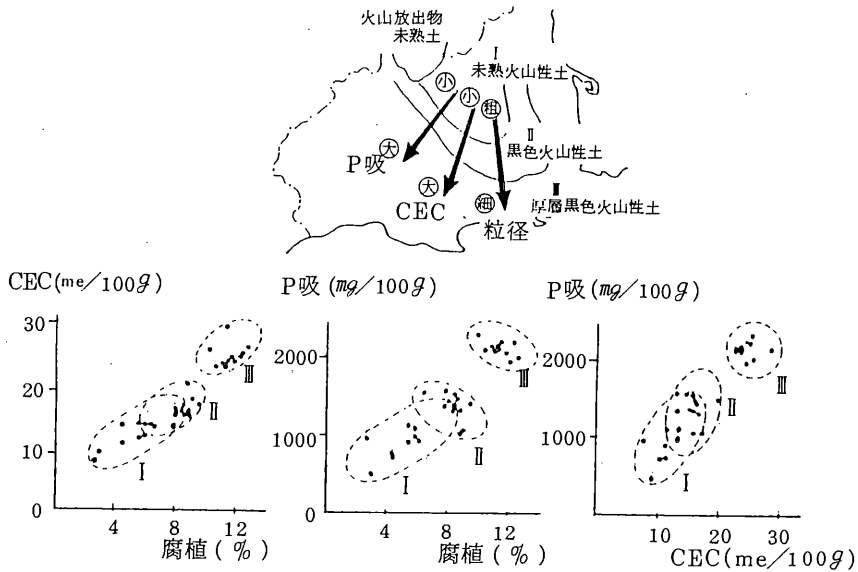 火山放出物
未熟土
Ⅰ
未熟火山性土
小
小
粗
Ⅱ
黒色火山性土
大
P吸
大
CEC
細
粒径
Ⅲ
厚層黒色火山性土
CEC(me/100g)
30
20
10
0
4
8
12
腐植(%)
Ⅰ
Ⅱ
Ⅲ
P吸(mg/100g)
2000
1000
0
4
8
12
腐植(%)
Ⅰ
Ⅱ
Ⅲ
P吸(mg/100g)
2000
1000
0
10
20
30
CEC(me/100g)
Ⅰ
Ⅱ
Ⅲ